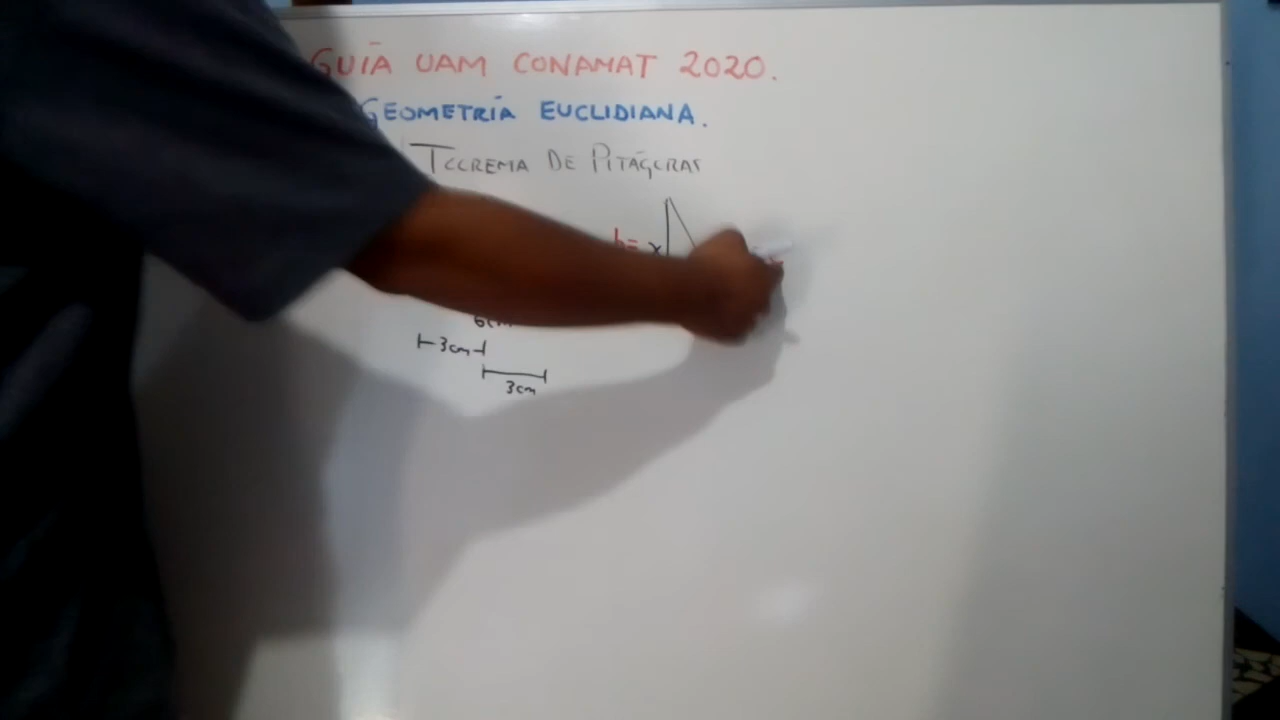 GUÍA UAM CONAMAT 2020.
GEOMETRÍA EUCLIDIANA.
TEOREMA DE PITÁGORAS
b= x
6cm
3cm
3cm